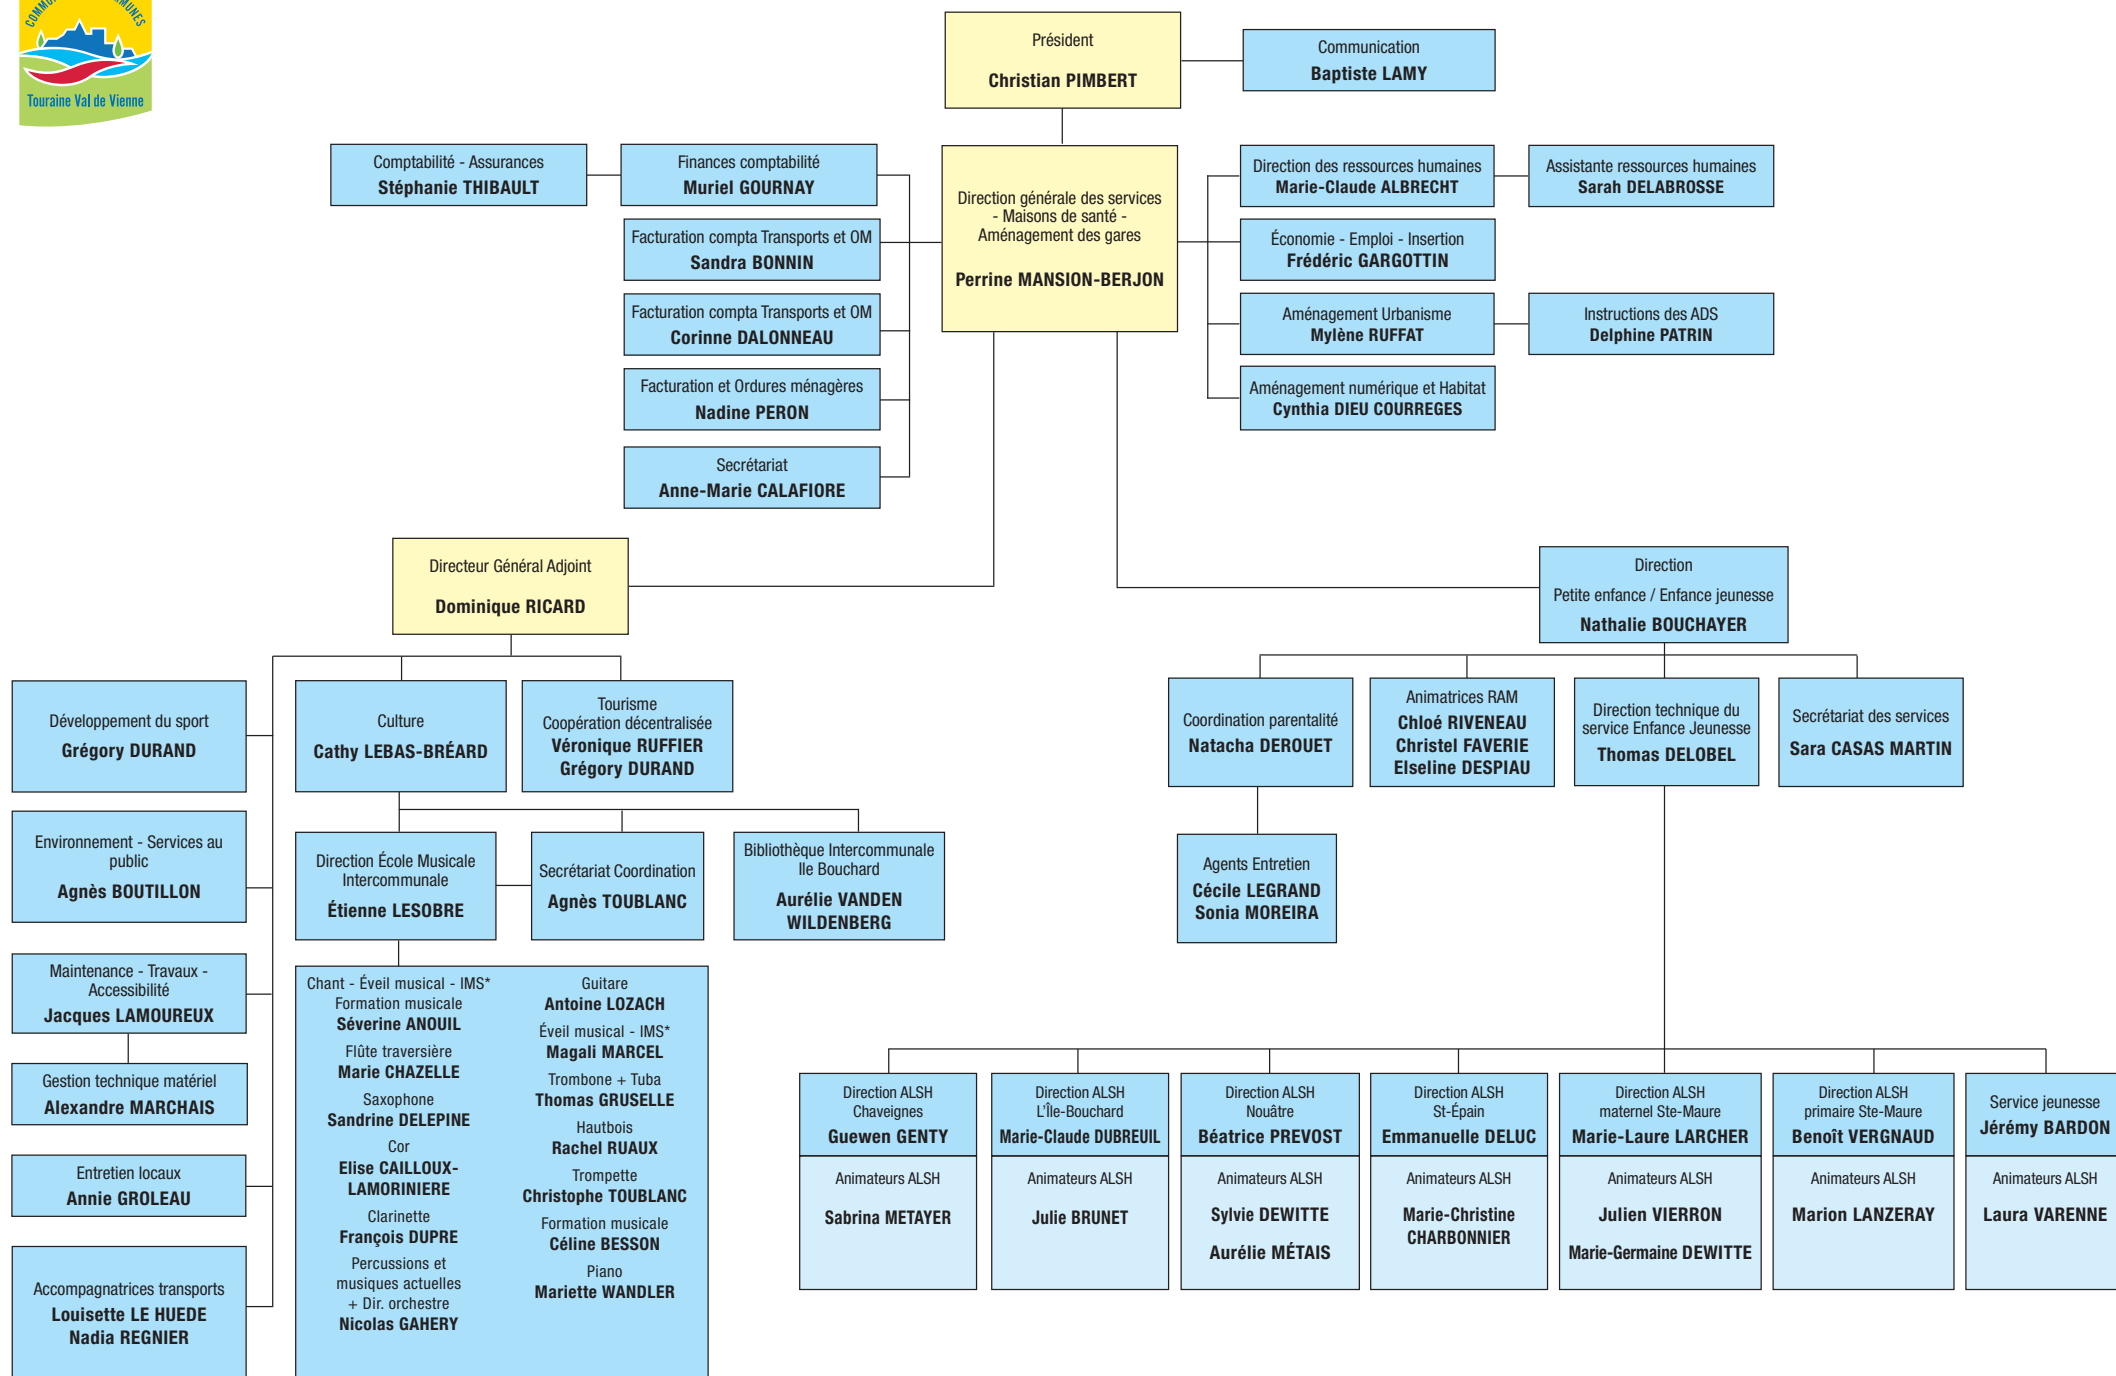 Touraine Val de Vienne
Président
Christian PIMBERT
Communication
Baptiste LAMY
Comptabilité - Assurances
Stéphanie THIBAULT
Finances comptabilité
Muriel GOURNAY
Facturation compta Transports et OM
Sandra BONNIN
Facturation compta Transports et OM
Corinne DALONNEAU
Facturation et Ordures ménagères
Nadine PERON
Secrétariat
Anne-Marie CALAFIORE
Direction générale des services
- Maisons de santé -
Aménagement des gares
Perrine MANSION-BERJON
Direction des ressources humaines
Marie-Claude ALBRECHT
Assistante ressources humaines
Sarah DELABROSSE
Économie - Emploi - Insertion
Frédéric GARGOTTIN
Aménagement Urbanisme
Mylène RUFFAT
Instructions des ADS
Delphine PATRIN
Aménagement numérique et Habitat
Cynthia DIEU COURREGES
Directeur Général Adjoint
Dominique RICARD
Direction
Petite enfance / Enfance jeunesse
Nathalie BOUCHAYER
Développement du sport
Grégory DURAND
Culture
Cathy LEBAS-BRÉARD
Tourisme
Coopération décentralisée
Véronique RUFFIER
Grégory DURAND
Environnement - Services au
public
Agnès BOUTILLON
Direction École Musicale
Intercommunale
Étienne LESOBRE
Secrétariat Coordination
Agnès TOUBLANC
Bibliothèque Intercommunale
Ile Bouchard
Aurélie VANDEN
WILDENBERG
Maintenance - Travaux -
Accessibilité
Jacques LAMOUREUX
Gestion technique matériel
Alexandre MARCHAIS
Entretien locaux
Annie GROLEAU
Accompagnatrices transports
Louisette LE HUEDE
Nadia REGNIER
Chant - Éveil musical - IMS*
Formation musicale
Séverine ANOUIL
Flûte traversière
Marie CHAZELLE
Saxophone
Sandrine DELEPINE
Cor
Elise CAILLOUX-
LAMORINIERE
Clarinette
François DUPRE
Percussions et
musiques actuelles
+ Dir. orchestre
Nicolas GAHERY
Guitare
Antoine LOZACH
Éveil musical - IMS*
Magali MARCEL
Trombone + Tuba
Thomas GRUSELLE
Hautbois
Rachel RUAUX
Trompette
Christophe TOUBLANC
Formation musicale
Céline BESSON
Piano
Mariette WANDLER
Coordination parentalité
Natacha DEROUET
Animatrices RAM
Chloé RIVENEAU
Christel FAVERIE
Elseline DESPIAU
Direction technique du
service Enfance Jeunesse
Thomas DELOBEL
Secrétariat des services
Sara CASAS MARTIN
Agents Entretien
Cécile LEGRAND
Sonia MOREIRA
Direction ALSH
Chaveignes
Guewen GENTY
Animateurs ALSH
Sabrina METAYER
Direction ALSH
L'Île-Bouchard
Marie-Claude DUBREUIL
Animateurs ALSH
Julie BRUNET
Direction ALSH
Nouâtre
Béatrice PREVOST
Animateurs ALSH
Sylvie DEWITTE
Aurélie MÉTAIS
Direction ALSH
St-Épain
Emmanuelle DELUC
Animateurs ALSH
Marie-Christine
CHARBONNIER
Direction ALSH
maternel Ste-Maure
Marie-Laure LARCHER
Animateurs ALSH
Julien VIERRON
Marie-Germaine DEWITTE
Direction ALSH
primaire Ste-Maure
Benoît VERGNAUD
Animateurs ALSH
Marion LANZERAY
Service jeunesse
Jérémy BARDON
Animateurs ALSH
Laura VARENNE